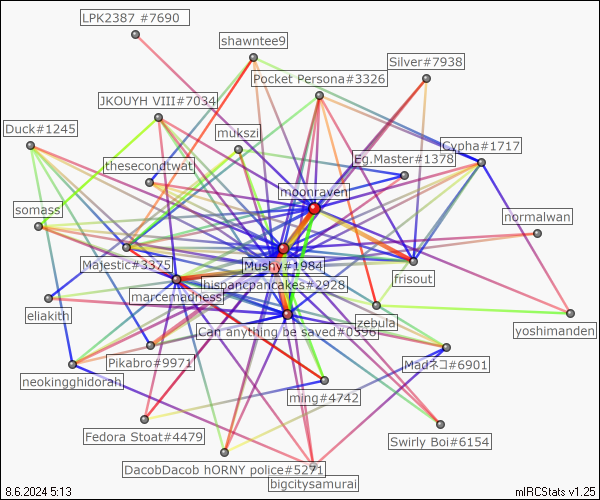 LPK2387 #7690
shawntee9
Silver#7938
Pocket Persona#3326
JKOUYH VIII#7034
Duck#1245
mukszi
Cypha#1717
Eg.Master#1378
thesecondtwat
moonraven
somass
normalwan
Majestic#3375
Mushy#1984
frisout
hispancpancakes#2928
marcemadness
eliakith
zebula
Can anything be saved#0396
yoshimanden
Pikabro#9971
Madネコ#6901
neokingghidorah
ming#4742
Fedora Stoat#4479
Swirly Boi#6154
DacobDacob hORNY police#5271
bigcitysamurai
8.6.2024 5:13
mIRCStats v1.25